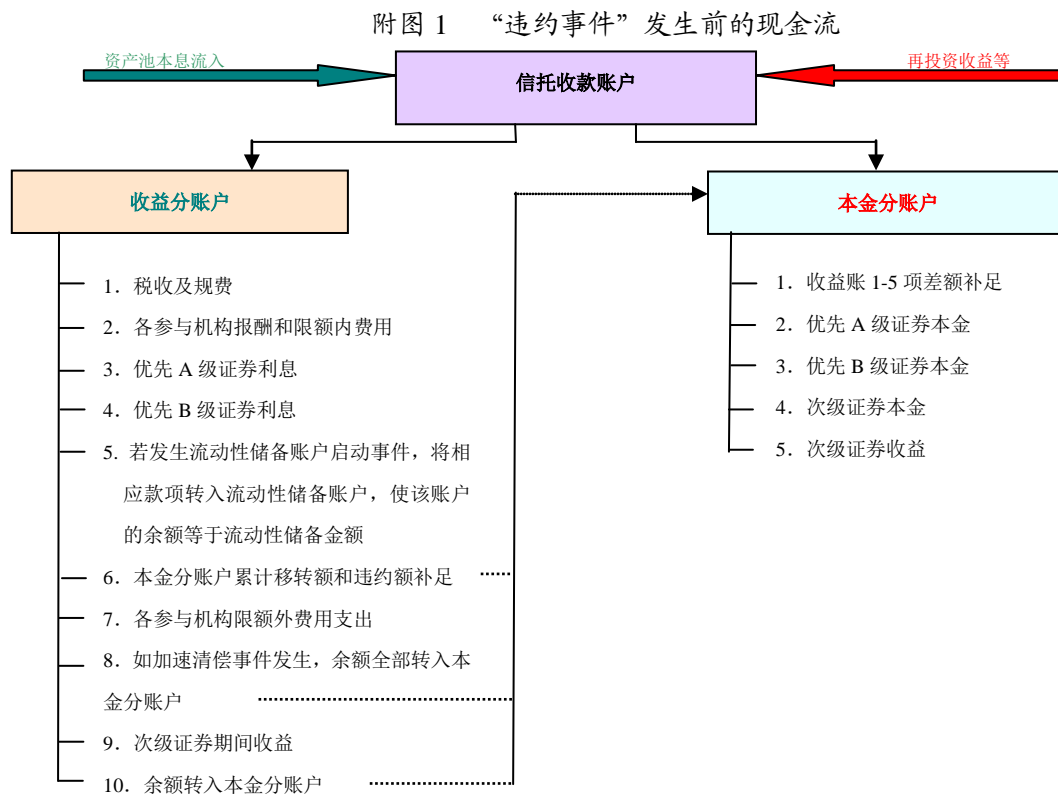 附图 1 “违约事件”发生前的现金流
资产池本息流入
信托收款账户
再投资收益等
收益分账户
1．税收及规费
2．各参与机构报酬和限额内费用
3．优先 A 级证券利息
4．优先 B 级证券利息
5. 若发生流动性储备账户启动事件，将相
应款项转入流动性储备账户，使该账户
的余额等于流动性储备金额
6．本金分账户累计移转额和违约额补足
7．各参与机构限额外费用支出
8．如加速清偿事件发生，余额全部转入本
金分账户
9．次级证券期间收益
10．余额转入本金分账户
本金分账户
1．收益账 1-5 项差额补足
2．优先 A 级证券本金
3．优先 B 级证券本金
4．次级证券本金
5．次级证券收益